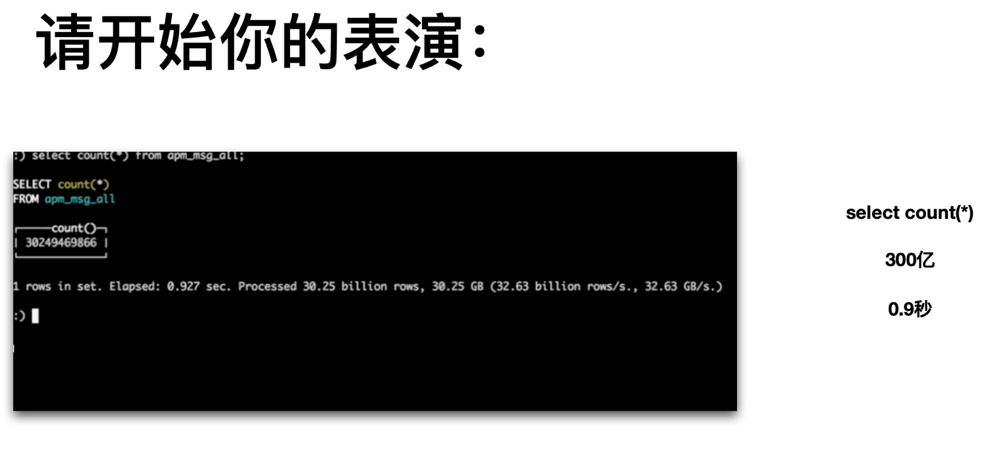 请开始你的表演：
:) select count(*) from apm_msg_all;
SELECT count(*)
FROM apm_msg_all
count()
30249469866
1 rows in set. Elapsed: 0.927 sec. Processed 30.25 billion rows, 30.25 GB (32.63 billion rows/s., 32.63 GB/s.)
:)
select count(*)
300亿
0.9秒